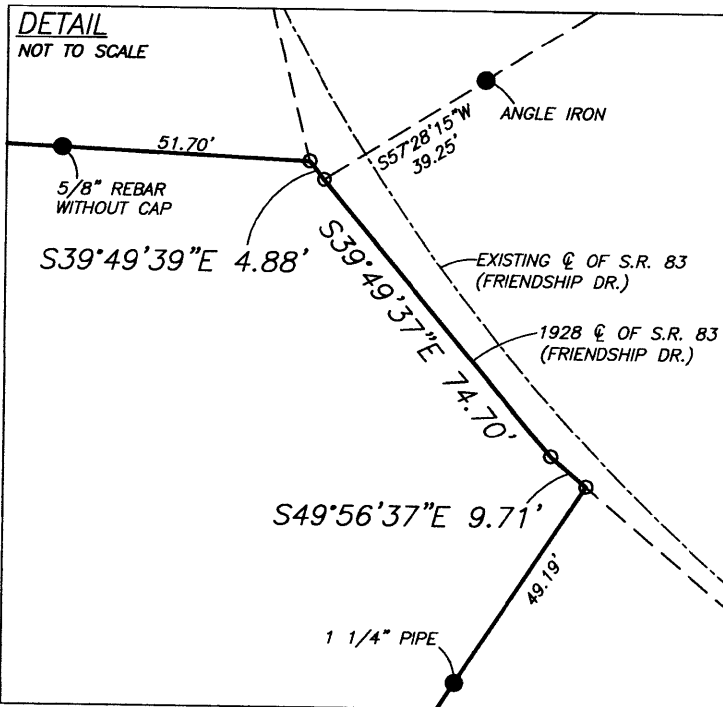 DETAIL
NOT TO SCALE
ANGLE IRON
51.70'
S57°28'15"W
39.25'
5/8" REBAR
WITHOUT CAP
S39°49'39"E 4.88'
S39°49'37"E 74.70'
EXISTING ℄ OF S.R. 83
(FRIENDSHIP DR.)
1928 ℄ OF S.R. 83
(FRIENDSHIP DR.)
S49°56'37"E 9.71'
49.19'
1 1/4" PIPE